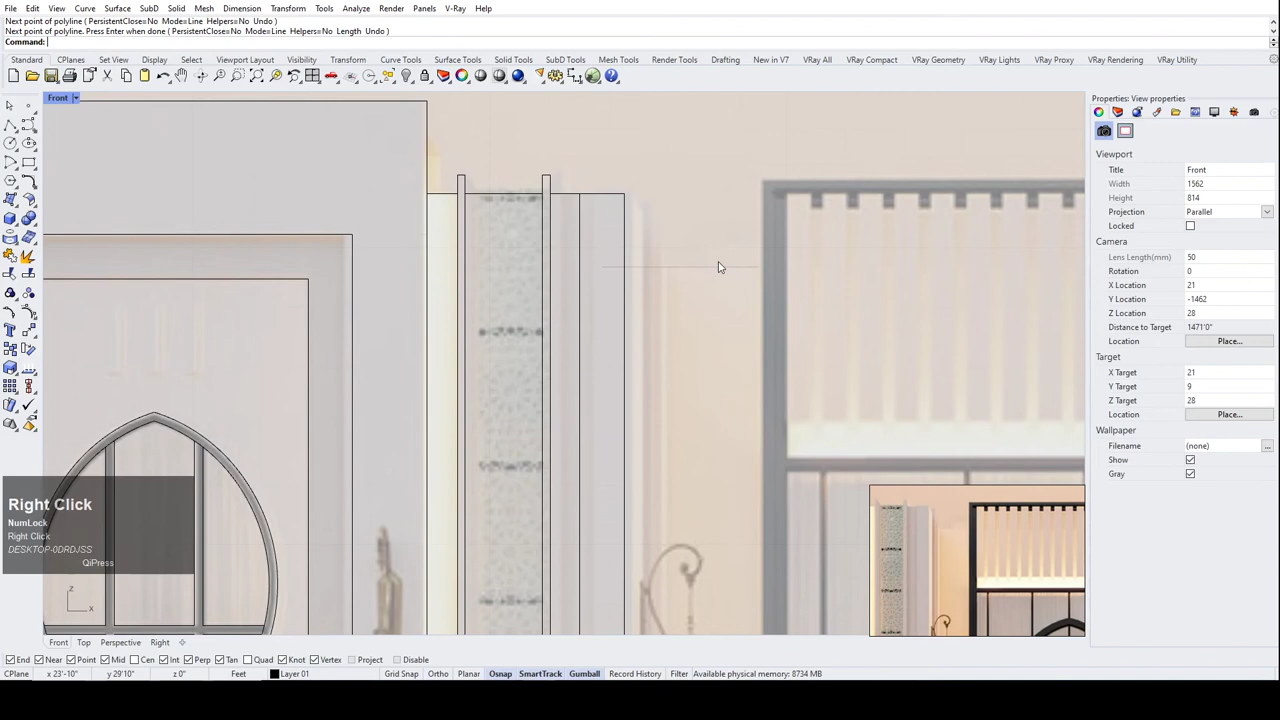 File Edit View Curve Surface SubD Solid Mesh Dimension Transform Tools Analyze Render Panels V-Ray Help
Next point of polyline ( PersistentClose=No Mode=Line Helpers=No Undo )
Next point of polyline. Press Enter when done ( PersistentClose=No Mode=Line Helpers=No Length Undo )
Command:
Standard CPlanes Set View Display Select Viewport Layout Visibility Transform Curve Tools Surface Tools Solid Tools SubD Tools Mesh Tools Render Tools Drafting New in V7 VRay All VRay Compact VRay Geometry VRay Lights VRay Proxy VRay Rendering VRay Utility
Front
Properties: View properties
Viewport
Title Front
Width 1562
Height 814
Projection Parallel
Locked
Camera
Lens Length(mm) 50
Rotation 0
X Location 21
Y Location -1462
Z Location 28
Distance to Target 1471'0"
Location Place...
Target
X Target 21
Y Target 9
Z Target 28
Location Place...
Wallpaper
Filename (none) ...
Show
Gray
Right Click
NumLock
Right Click
DESKTOP-0DRDJSS
QiPress
z
x
Front Top Perspective Right
End Near Point Mid Cen Int Perp Tan Quad Knot Vertex Project Disable
CPlane x 23'-10" y 29'10" z 0" Feet Layer 01 Grid Snap Ortho Planar Osnap SmartTrack Gumball Record History Filter Available physical memory: 8734 MB